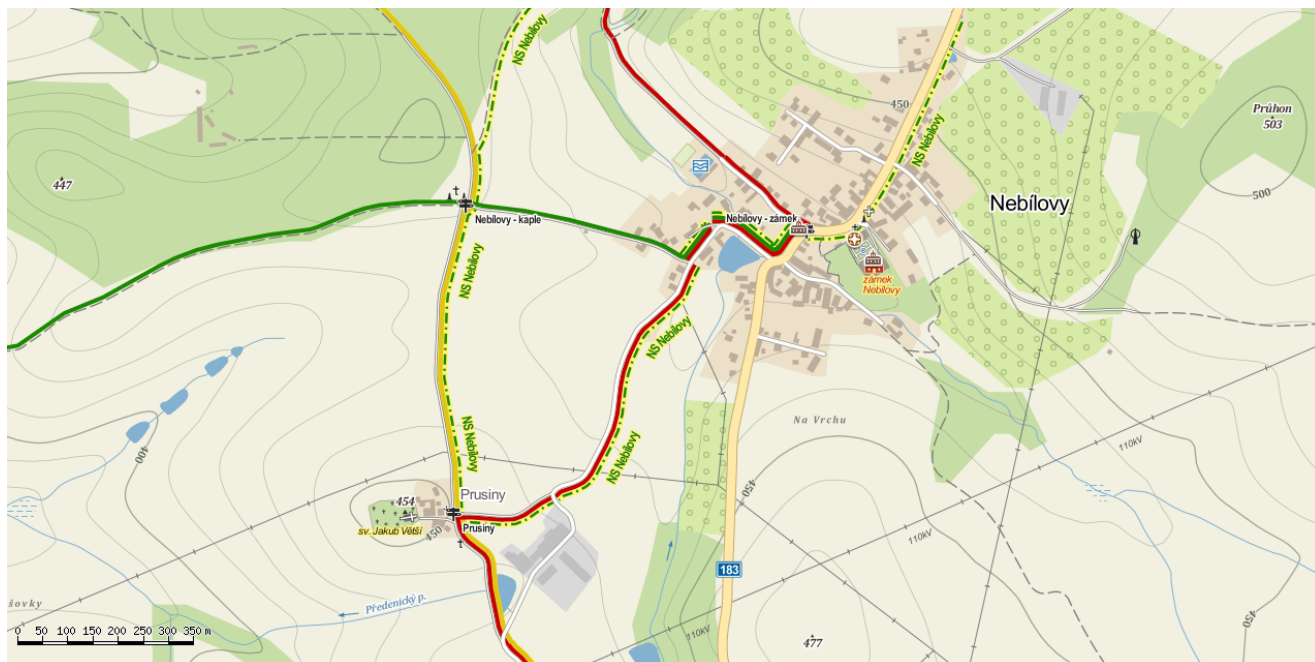 NS Nebílovy
450
Průhon
503
447
500
NS Nebílovy
Nebílovy
Nebílovy - kaple
Nebílovy - zámek
NS Nebílovy
zámek
Nebílovy
NS Nebílovy
NS Nebílovy
Na Vrchu
110kV
400
NS Nebílovy
454
Prusiny
450
sv. Jakub Větší
Prusiny
450
110kV
183
Předenický p.
šovky
450
110kV
477
0 50 100 150 200 250 300 350 m